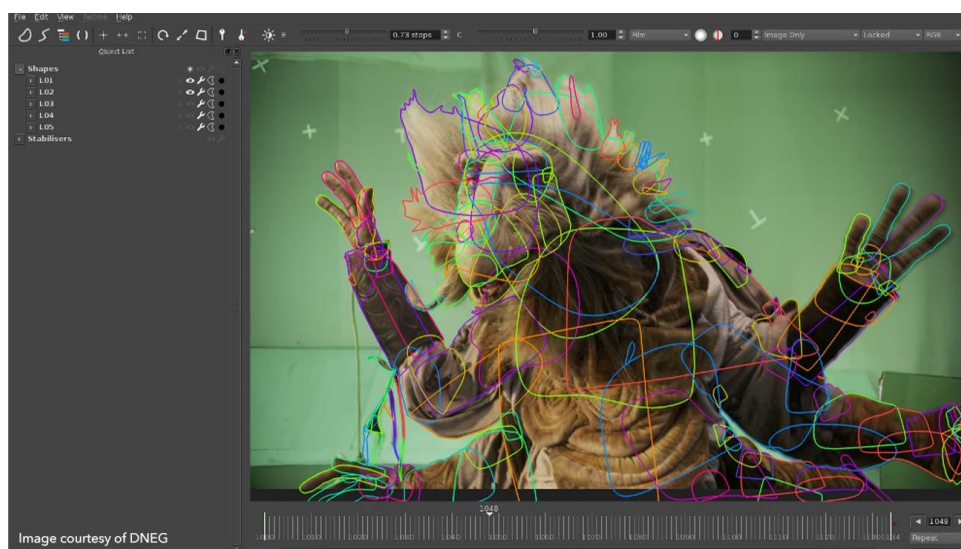 File Edit View Retime Help
0.73 stops C 1.00 Film 0 Image Only Locked RGB
Object List
Shapes
L01
L02
L03
L04
L05
Stabilisers
1048
1048
Repeat
Image courtesy of DNEG